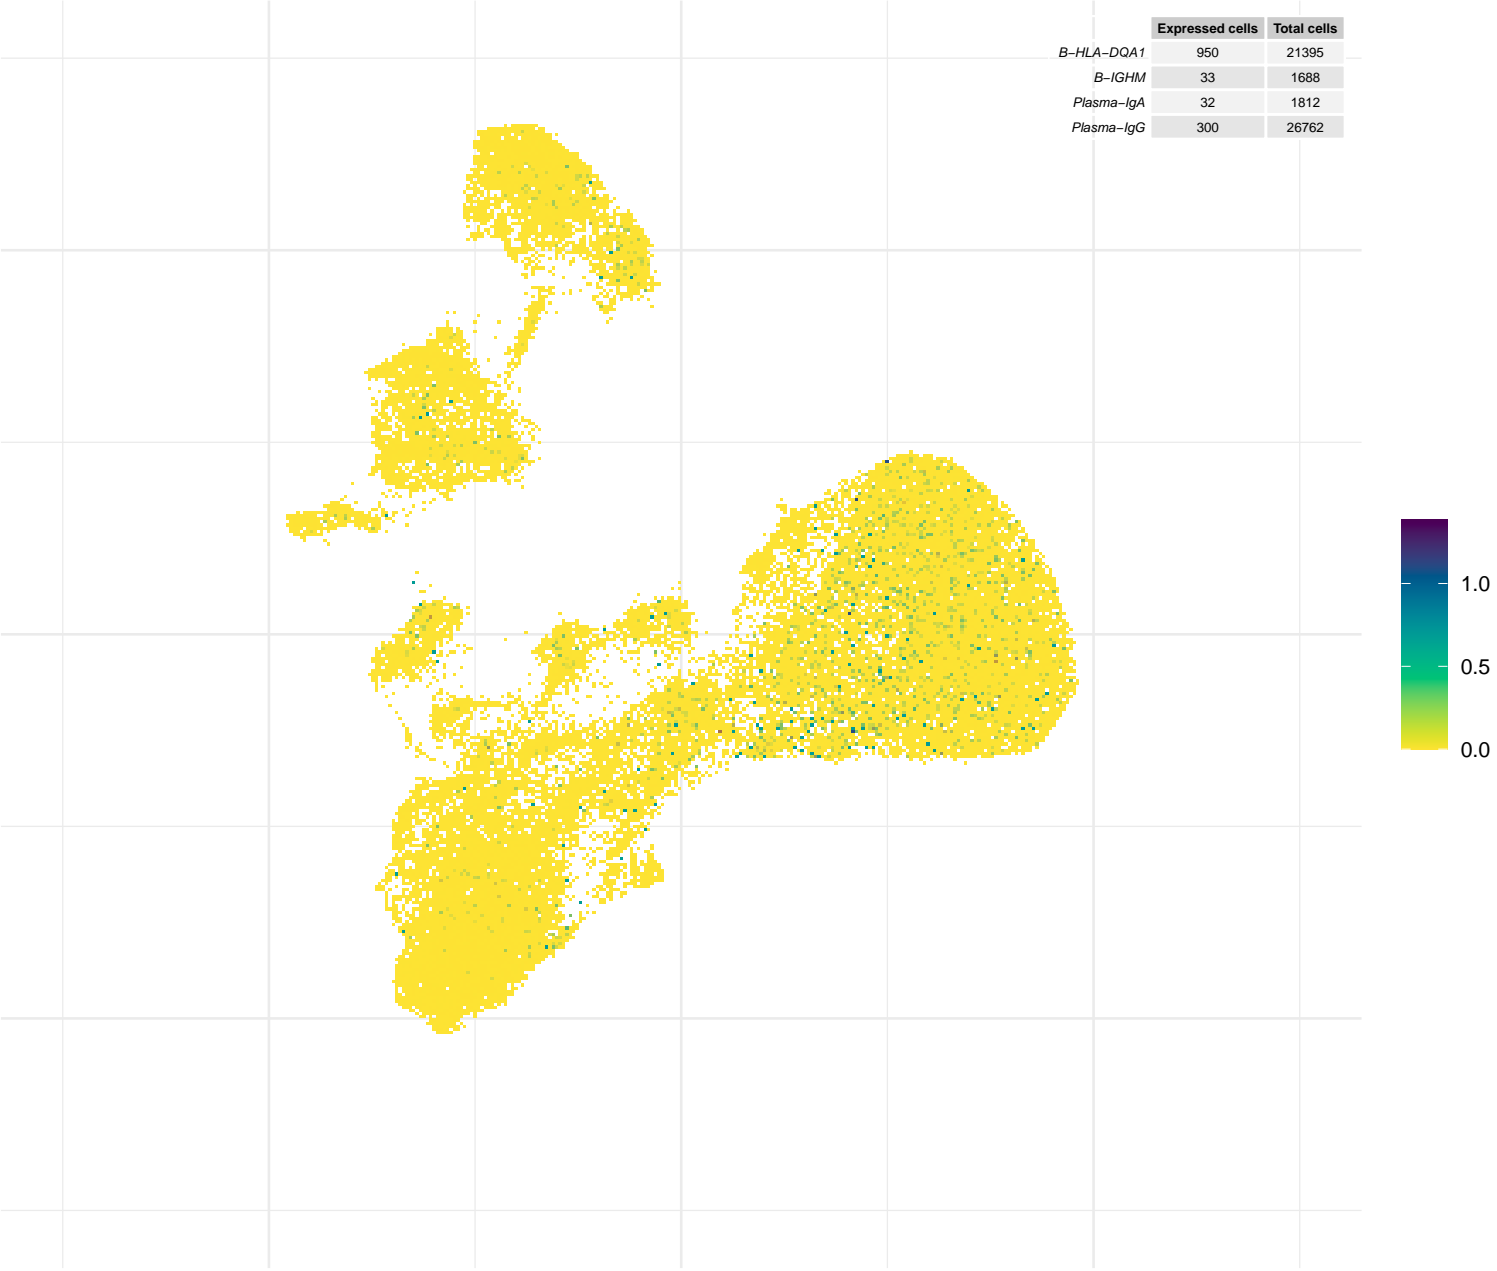 Expressed cells Total cells
B−HLA−DQA1 950 21395
B−IGHM 33 1688
Plasma−IgA 32 1812
Plasma−IgG 300 26762
1.0
0.5
0.0